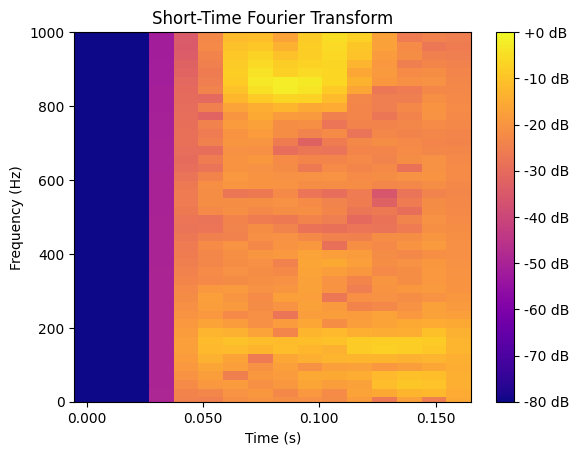 Short-Time Fourier Transform
Frequency (Hz)
1000
800
600
400
200
0
0.000 0.050 0.100 0.150
Time (s)
+0 dB
-10 dB
-20 dB
-30 dB
-40 dB
-50 dB
-60 dB
-70 dB
-80 dB